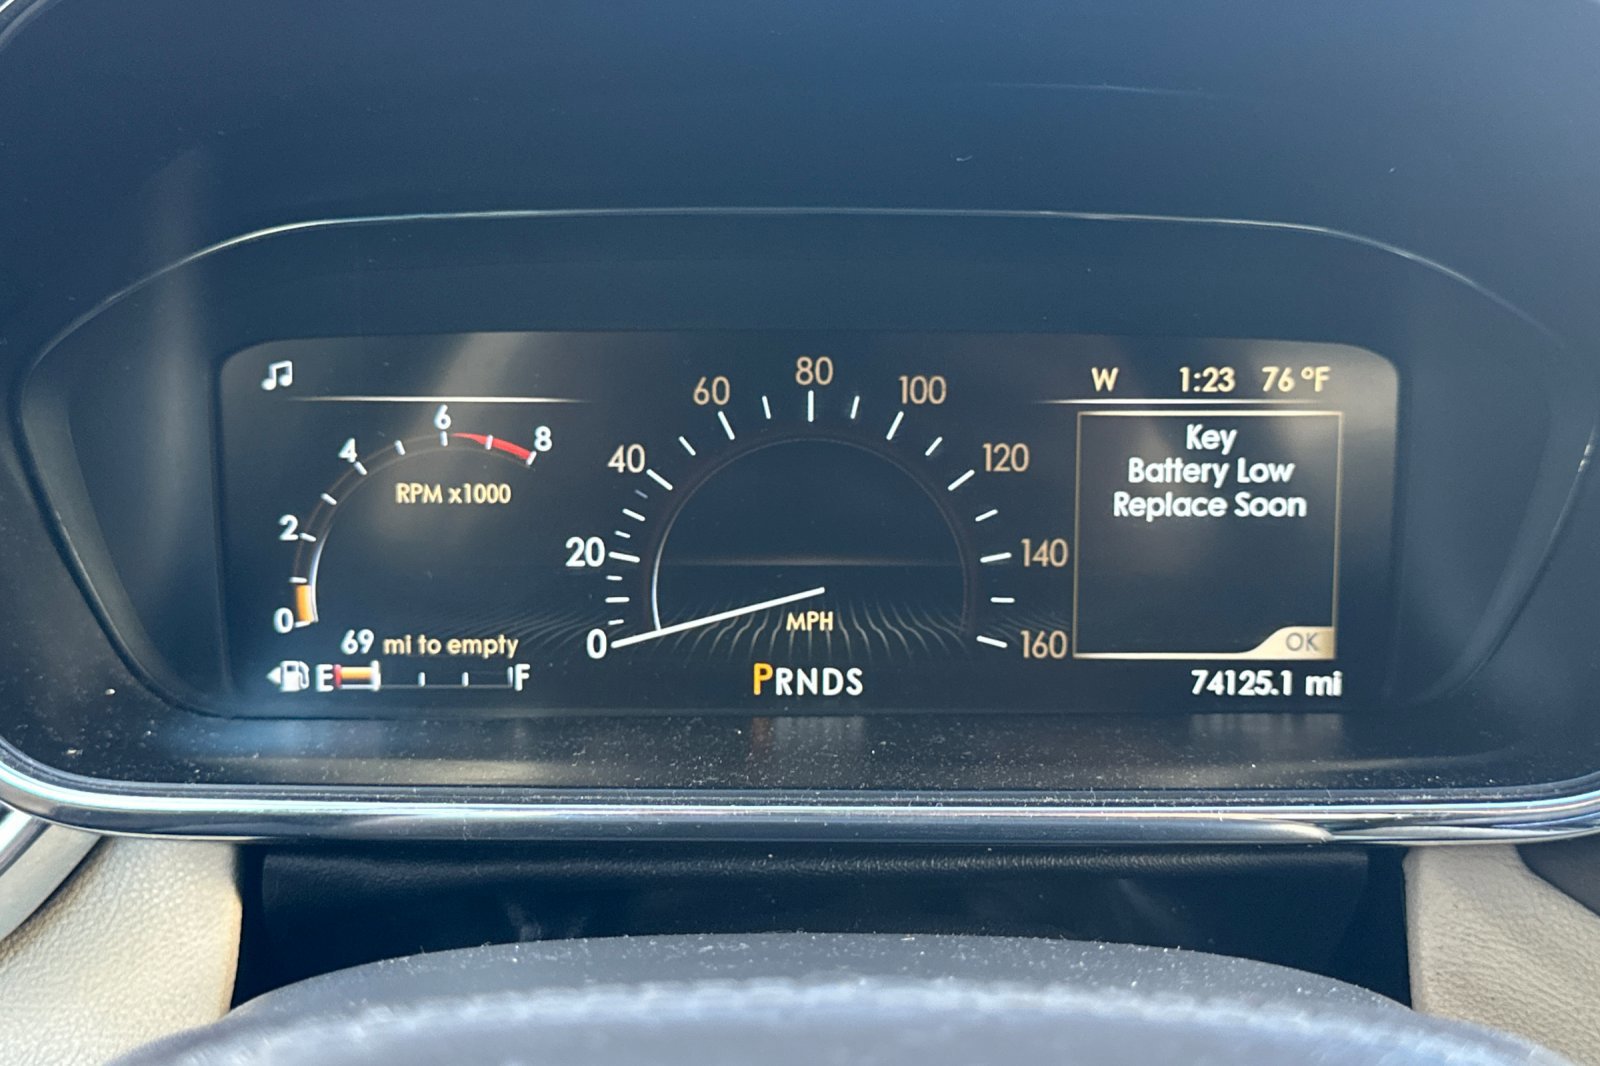 W 1:23 76 °F
Key
Battery Low
Replace Soon
OK
74125.1 mi
0 2 4 6 8
RPM x1000
69 mi to empty
E F
0 20 40 60 80 100 120 140 160
MPH
PRNDS